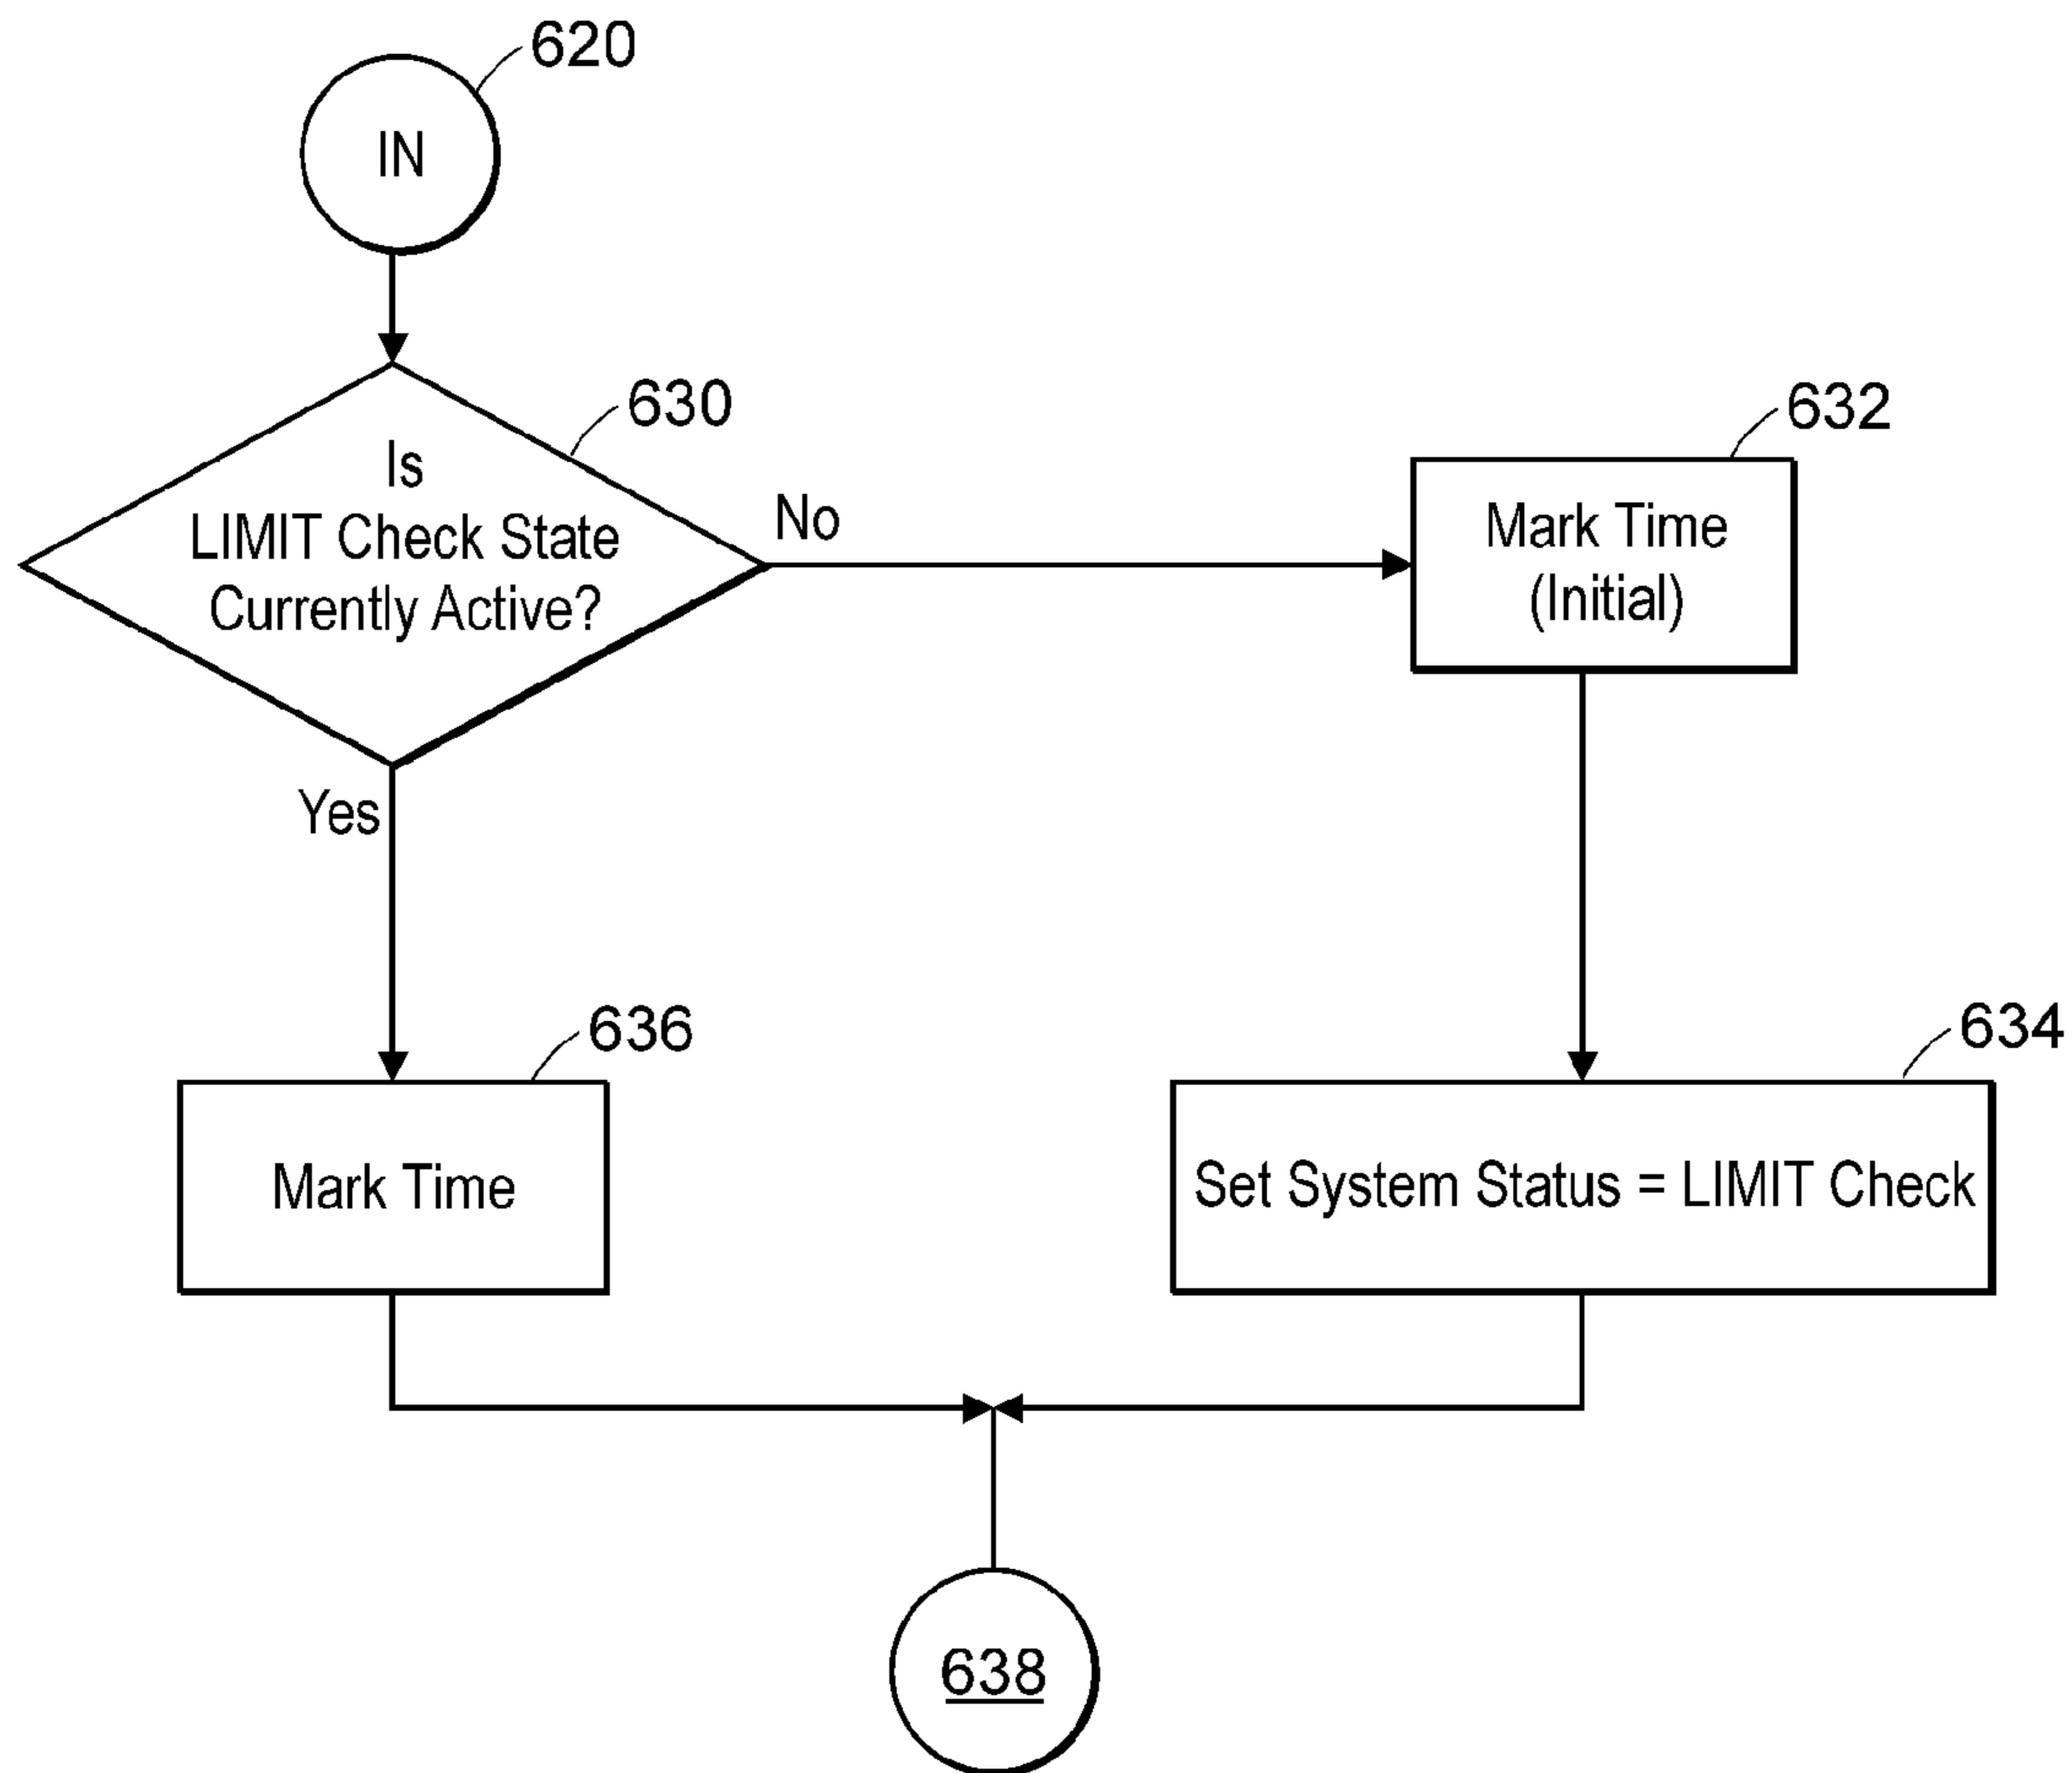 620
IN
630
Is
LIMIT Check State
Currently Active?
No
632
Mark Time
(Initial)
Yes
636
Mark Time
634
Set System Status = LIMIT Check
638